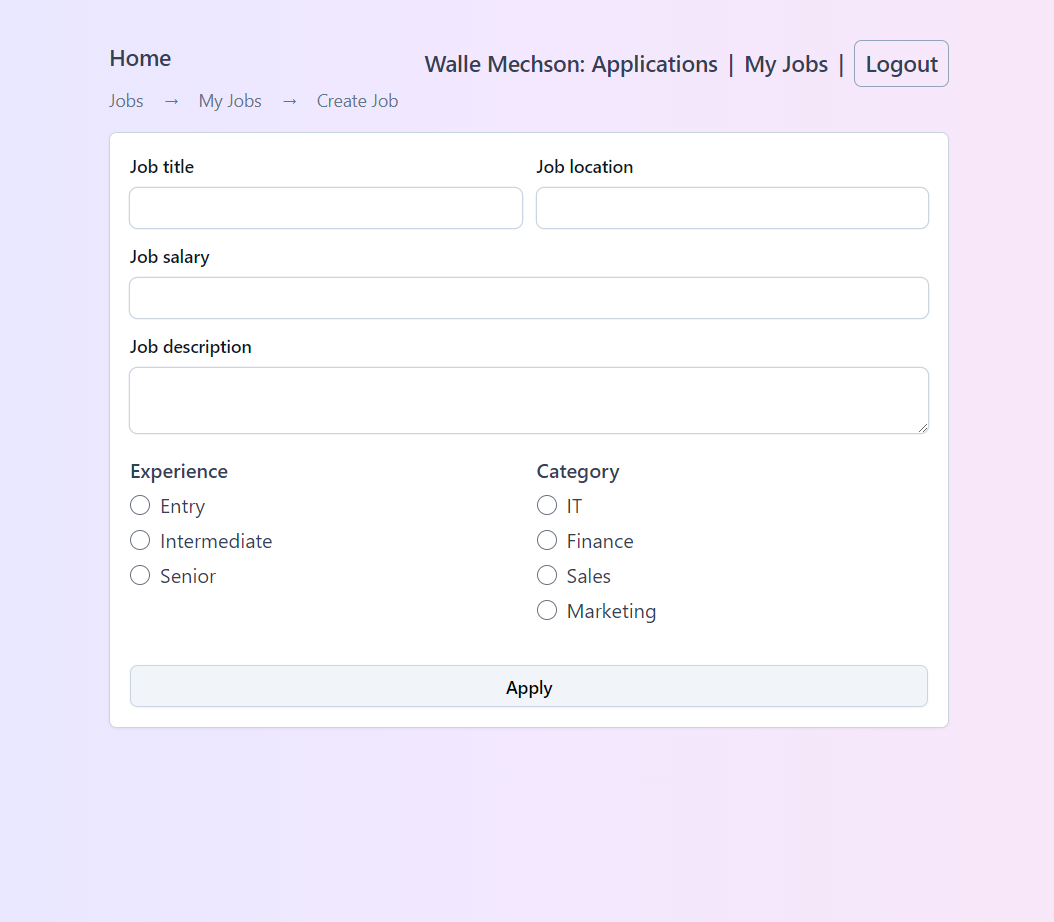 Home
Walle Mechson: Applications | My Jobs | Logout
Jobs → My Jobs → Create Job
Job title Job location
Job salary
Job description
Experience Category
Entry IT
Intermediate Finance
Senior Sales
Marketing
Apply